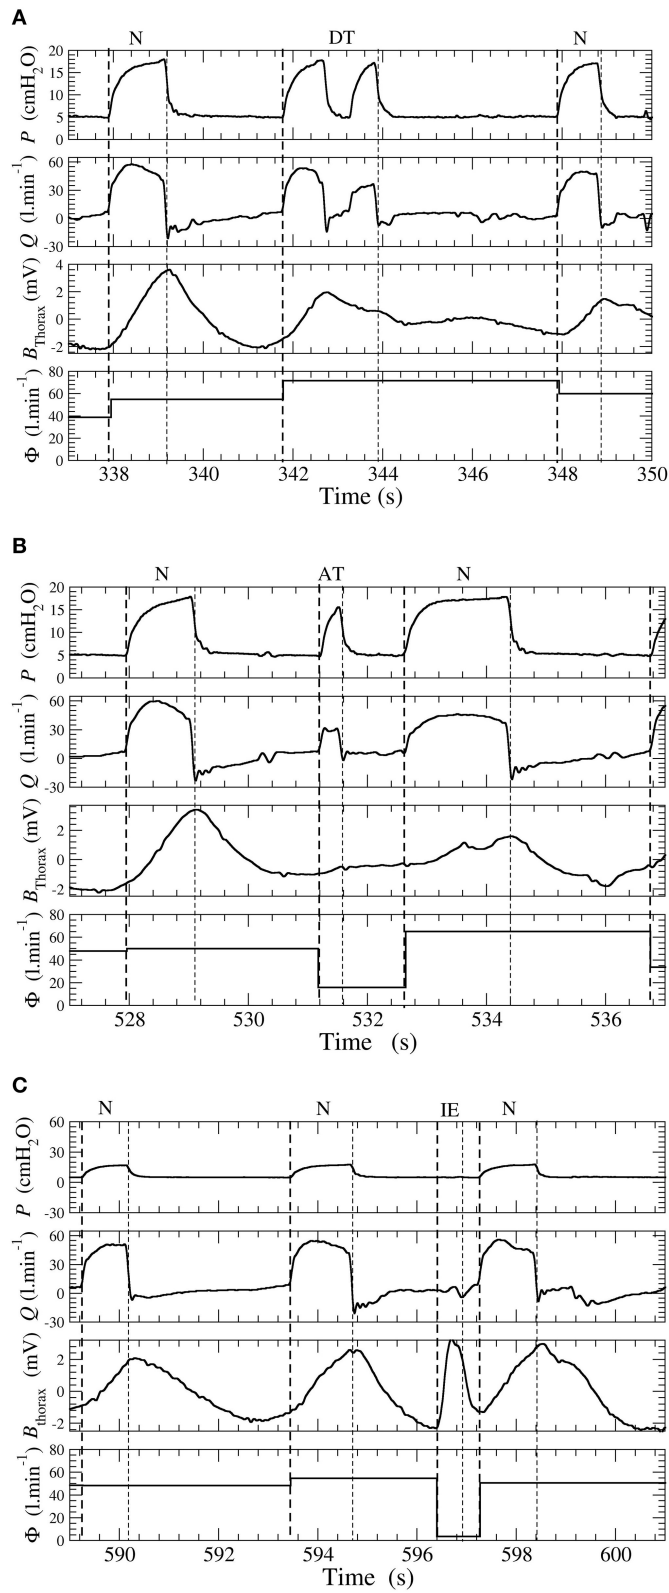 A
N DT N
P (cmH2O)
20
15
10
5
0
Q (l.min-1)
60
30
0
-30
BThorax (mV)
4
2
0
-2
Φ (l.min-1)
80
60
40
20
0
338 340 342 344 346 348 350
Time (s)
B
N AT N
P (cmH2O)
20
15
10
5
0
Q (l.min-1)
60
30
0
-30
BThorax (mV)
2
0
-2
Φ (l.min-1)
80
60
40
20
0
528 530 532 534 536
Time (s)
C
N N IE N
P (cmH2O)
60
30
0
-30
Q (l.min-1)
60
30
0
-30
Bthorax (mV)
2
0
-2
Φ (l.min-1)
80
60
40
20
0
590 592 594 596 598 600
Time (s)